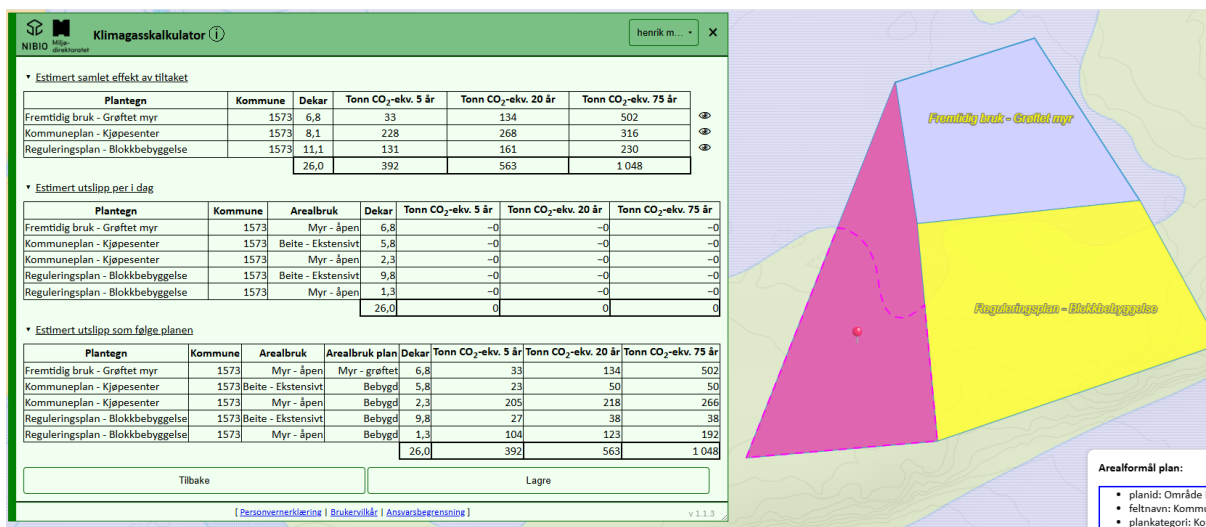 NIBIO
Miljø-
direktoratet
Klimagasskalkulator
henrik m...
Estimert samlet effekt av tiltaket
Plantegn Kommune Dekar Tonn CO₂-ekv. 5 år Tonn CO₂-ekv. 20 år Tonn CO₂-ekv. 75 år
Fremtidig bruk - Grøftet myr 1573 6,8 33 134 502
Kommuneplan - Kjøpesenter 1573 8,1 228 268 316
Reguleringsplan - Blokkbebyggelse 1573 11,1 131 161 230
26,0 392 563 1 048
Estimert utslipp per i dag
Plantegn Kommune Arealbruk Dekar Tonn CO₂-ekv. 5 år Tonn CO₂-ekv. 20 år Tonn CO₂-ekv. 75 år
Fremtidig bruk - Grøftet myr 1573 Myr - åpen 6,8 −0 −0 −0
Kommuneplan - Kjøpesenter 1573 Beite - Ekstensivt 5,8 −0 −0 −0
Kommuneplan - Kjøpesenter 1573 Myr - åpen 2,3 −0 −0 −0
Reguleringsplan - Blokkbebyggelse 1573 Beite - Ekstensivt 9,8 −0 −0 −0
Reguleringsplan - Blokkbebyggelse 1573 Myr - åpen 1,3 −0 −0 −0
26,0 0 0 0
Estimert utslipp som følge planen
Plantegn Kommune Arealbruk Arealbruk plan Dekar Tonn CO₂-ekv. 5 år Tonn CO₂-ekv. 20 år Tonn CO₂-ekv. 75 år
Fremtidig bruk - Grøftet myr 1573 Myr - åpen Myr - grøftet 6,8 33 134 502
Kommuneplan - Kjøpesenter 1573 Beite - Ekstensivt Bebygd 5,8 23 50 50
Kommuneplan - Kjøpesenter 1573 Myr - åpen Bebygd 2,3 205 218 266
Reguleringsplan - Blokkbebyggelse 1573 Beite - Ekstensivt Bebygd 9,8 27 38 38
Reguleringsplan - Blokkbebyggelse 1573 Myr - åpen Bebygd 1,3 104 123 192
26,0 392 563 1 048
Tilbake Lagre
[ Personvernerklæring | Brukervilkår | Ansvarsbegrensning ]
v 1.1.3
Fremtidig bruk - Grøftet myr
Reguleringsplan - Blokkbebyggelse
Arealformål plan:
• planid: Område
• feltnavn: Kommu
• plankategori: Ko